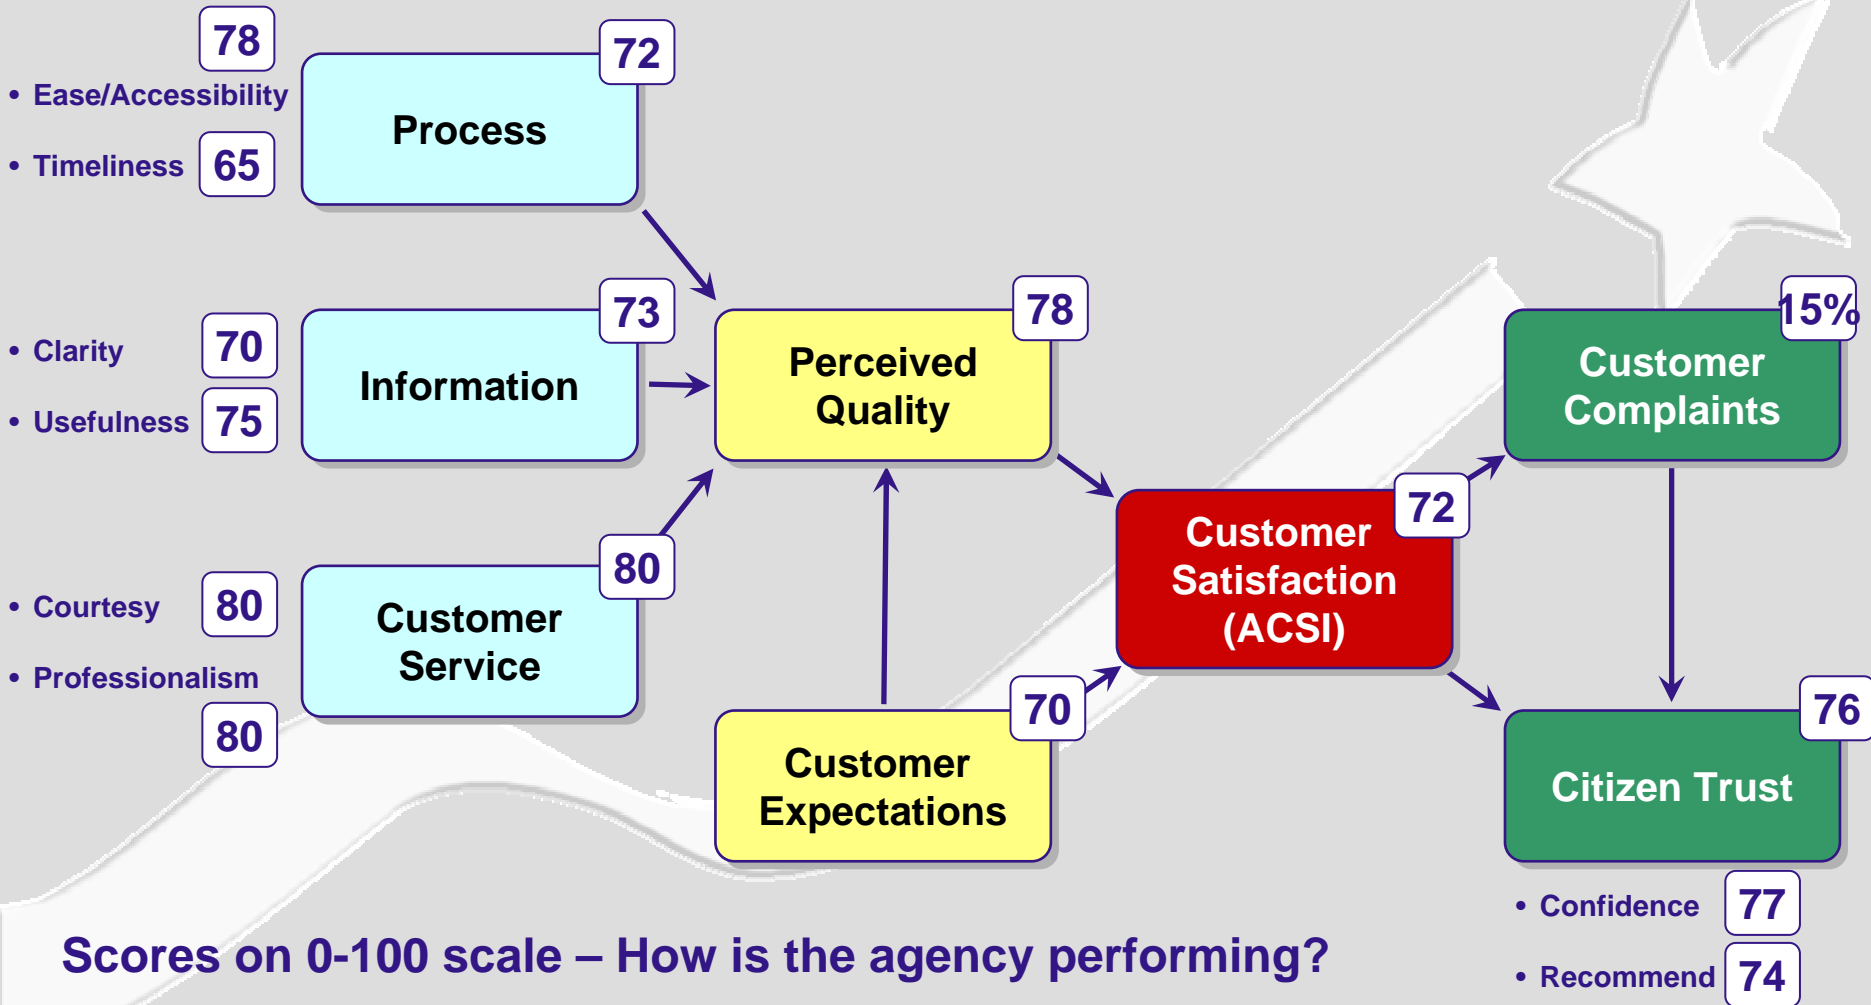 78
• Ease/Accessibility
• Timeliness 65
72
Process
• Clarity 70
• Usefulness 75
73
Information
• Courtesy 80
• Professionalism
80
80
Customer
Service
78
Perceived
Quality
70
Customer
Expectations
72
Customer
Satisfaction
(ACSI)
15%
Customer
Complaints
76
Citizen Trust
• Confidence 77
• Recommend 74
Scores on 0-100 scale – How is the agency performing?